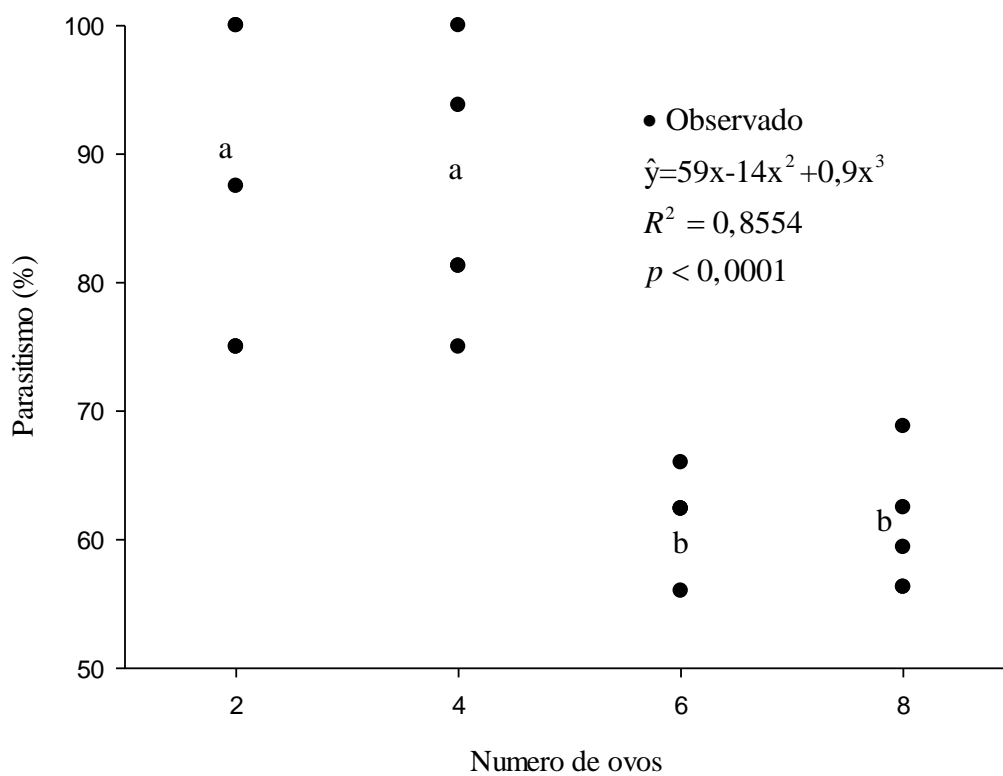 100
90
80
70
60
50
Parasitismo (%)
a
a
b
b
• Observado
ŷ=59x-14x²+0,9x³
R² = 0,8554
p < 0,0001
2 4 6 8
Numero de ovos